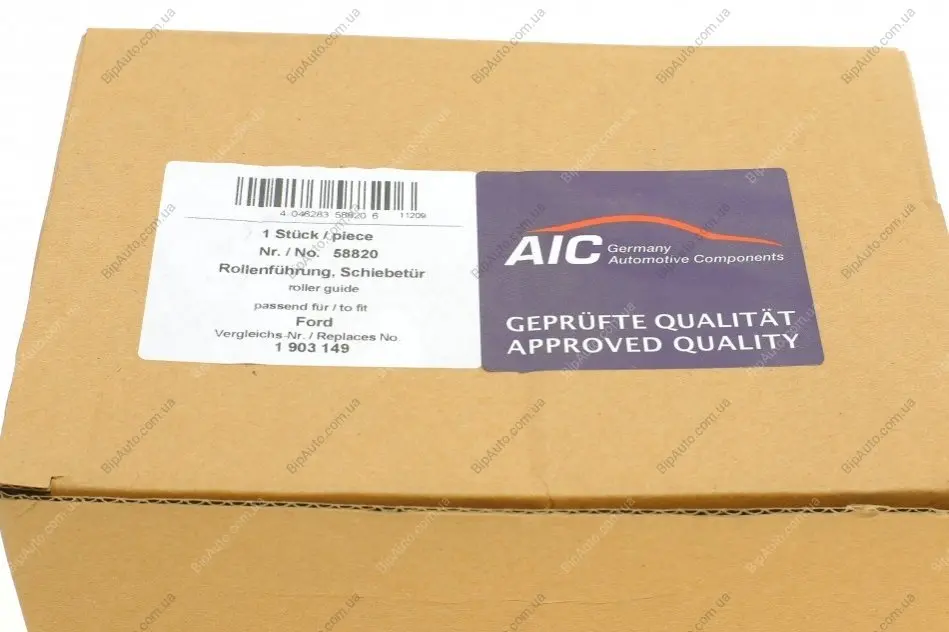 4 046283 58820 6 11209
1 Stück / piece
Nr. / No. 58820
Rollenführung, Schiebetür
roller guide
passend für / to fit
Ford
Vergleichs-Nr. / Replaces No.
1 903 149
AIC Germany
Automotive Components
GEPRÜFTE QUALITÄT
APPROVED QUALITY
BipAuto.com.ua